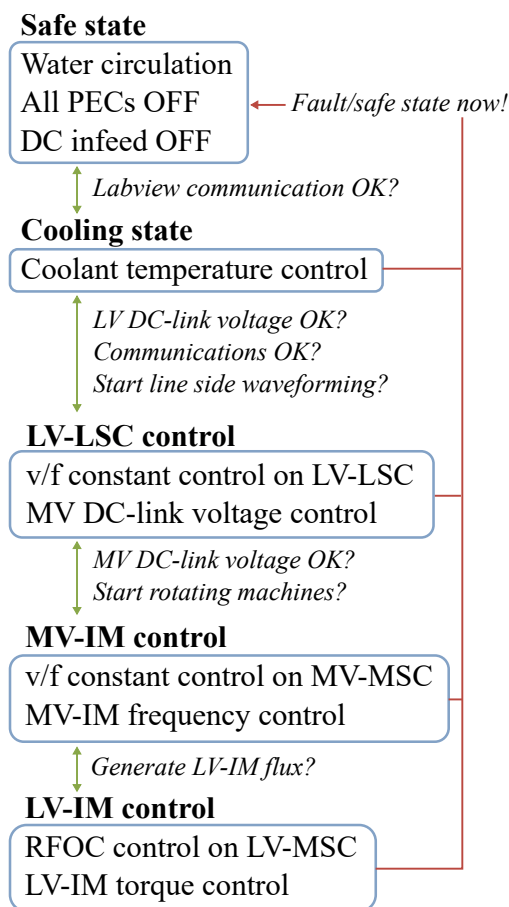 Safe state
Water circulation
All PECs OFF
Fault/safe state now!
DC infeed OFF
Labview communication OK?
Cooling state
Coolant temperature control
LV DC-link voltage OK?
Communications OK?
Start line side waveforming?
LV-LSC control
v/f constant control on LV-LSC
MV DC-link voltage control
MV DC-link voltage OK?
Start rotating machines?
MV-IM control
v/f constant control on MV-MSC
MV-IM frequency control
Generate LV-IM flux?
LV-IM control
RFOC control on LV-MSC
LV-IM torque control